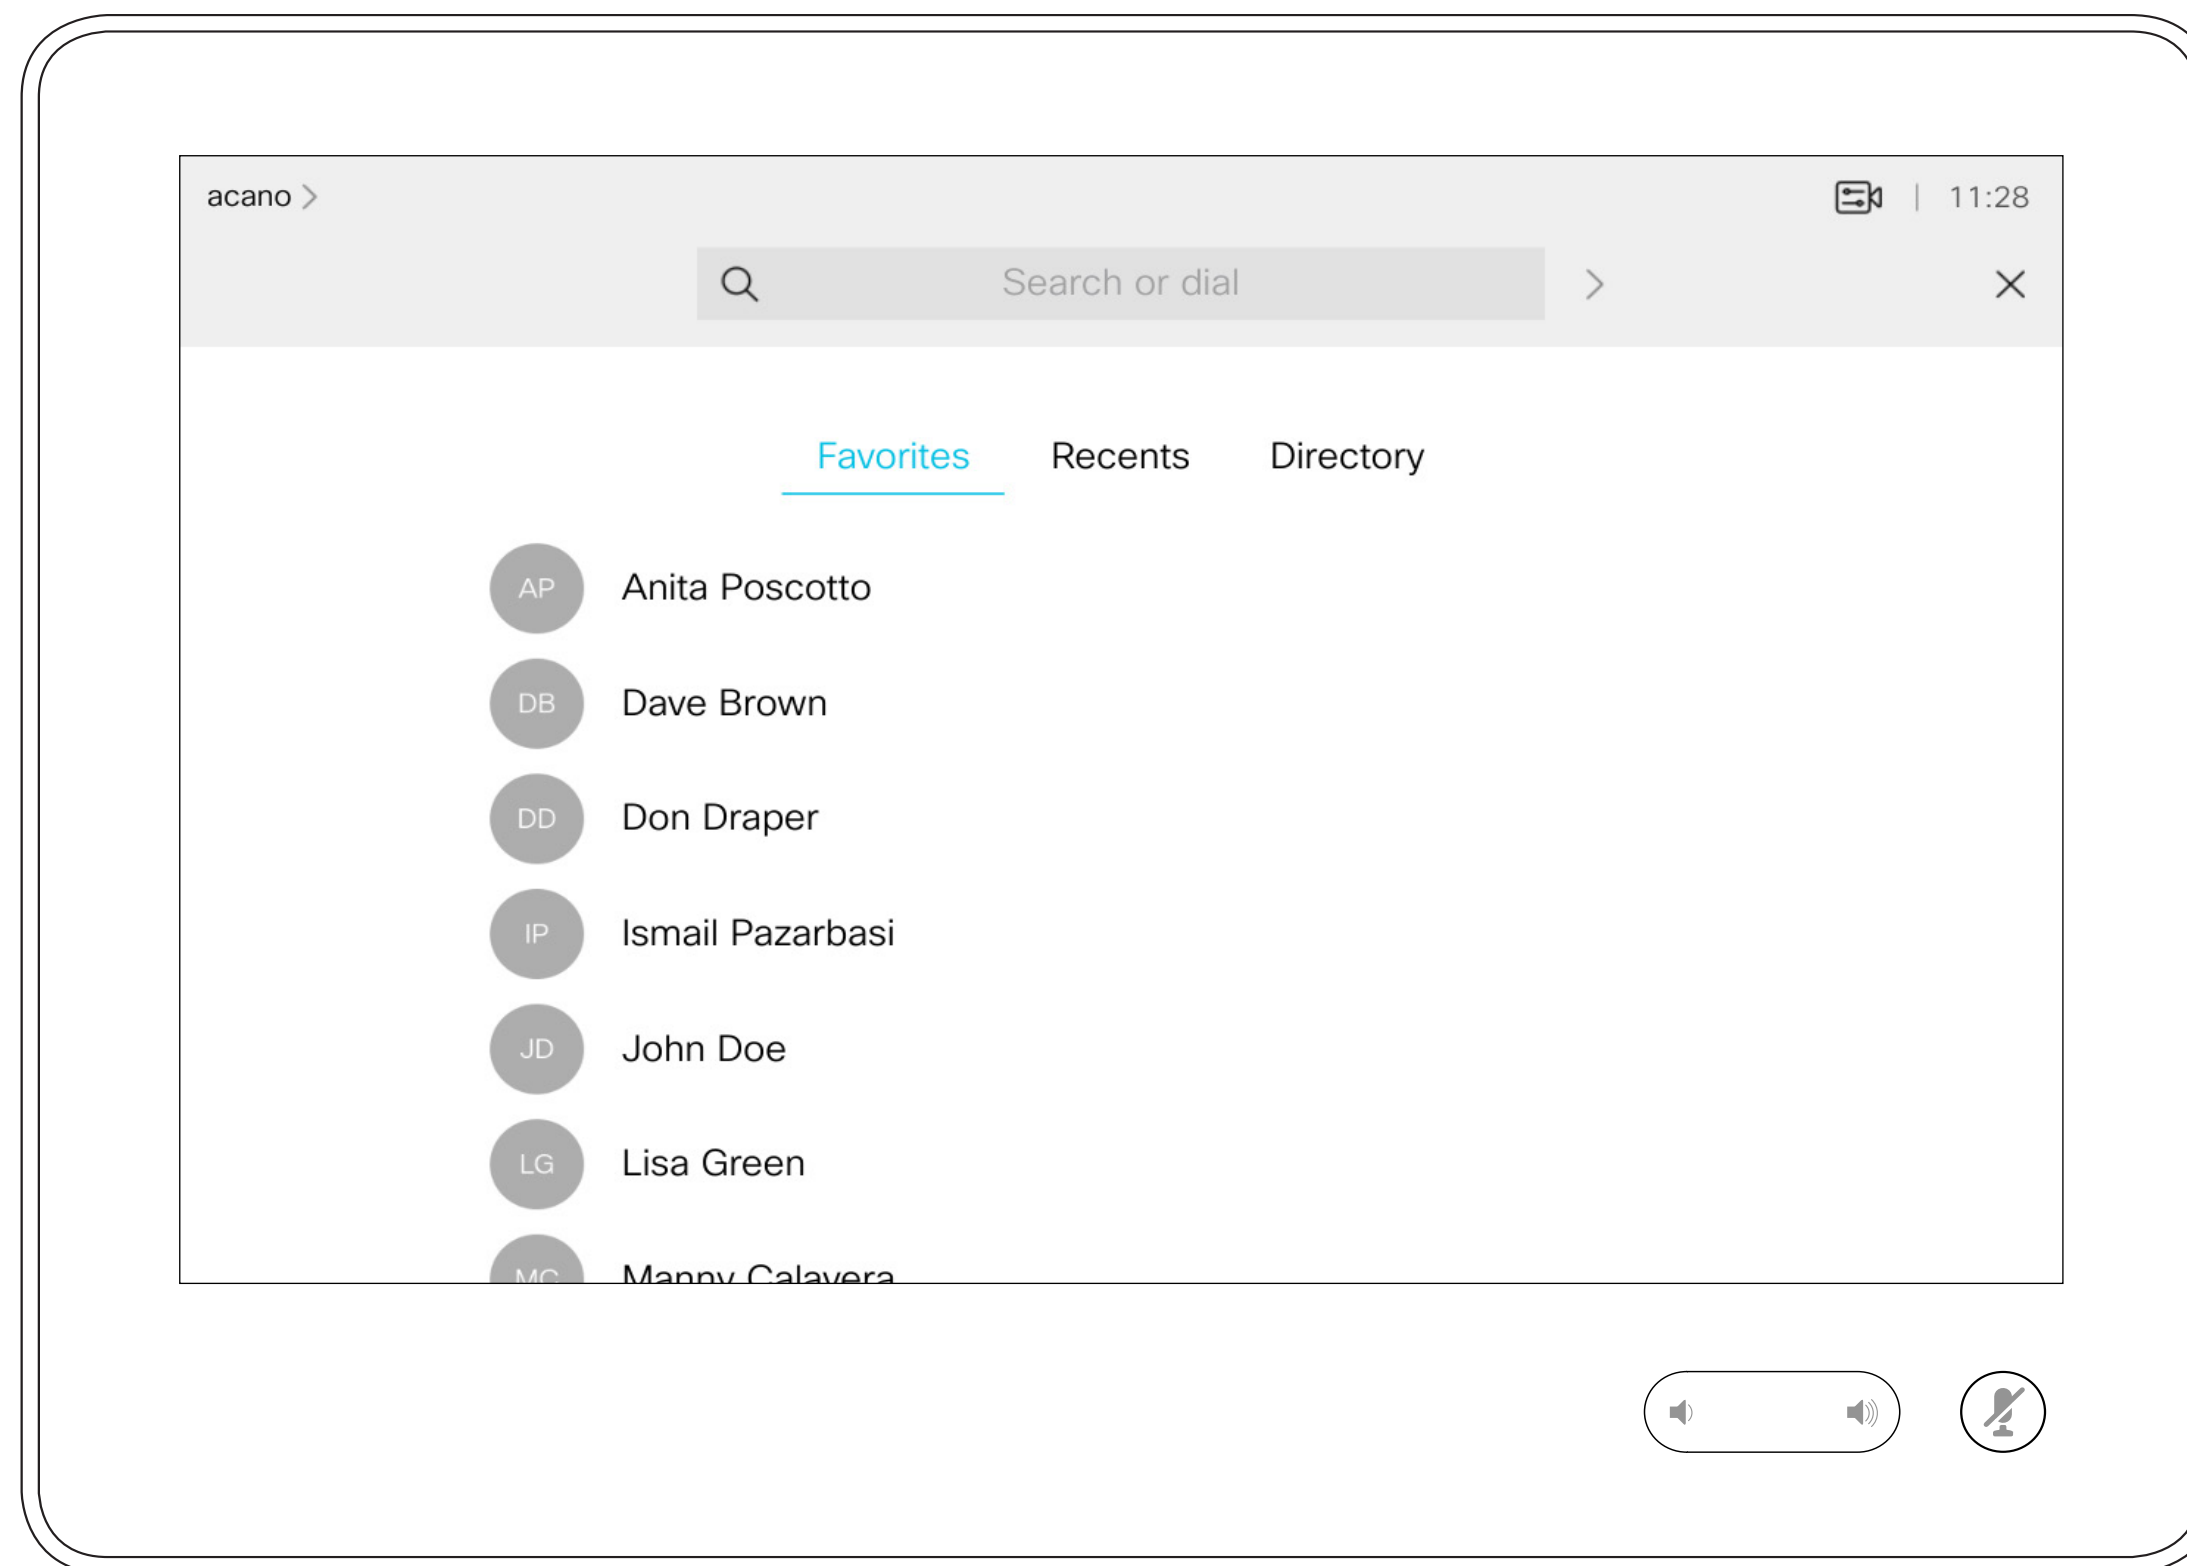 acano
11:28
Search or dial
Favorites Recents Directory
AP Anita Poscotto
DB Dave Brown
DD Don Draper
IP Ismail Pazarbasi
JD John Doe
LG Lisa Green
MC Manny Calavera